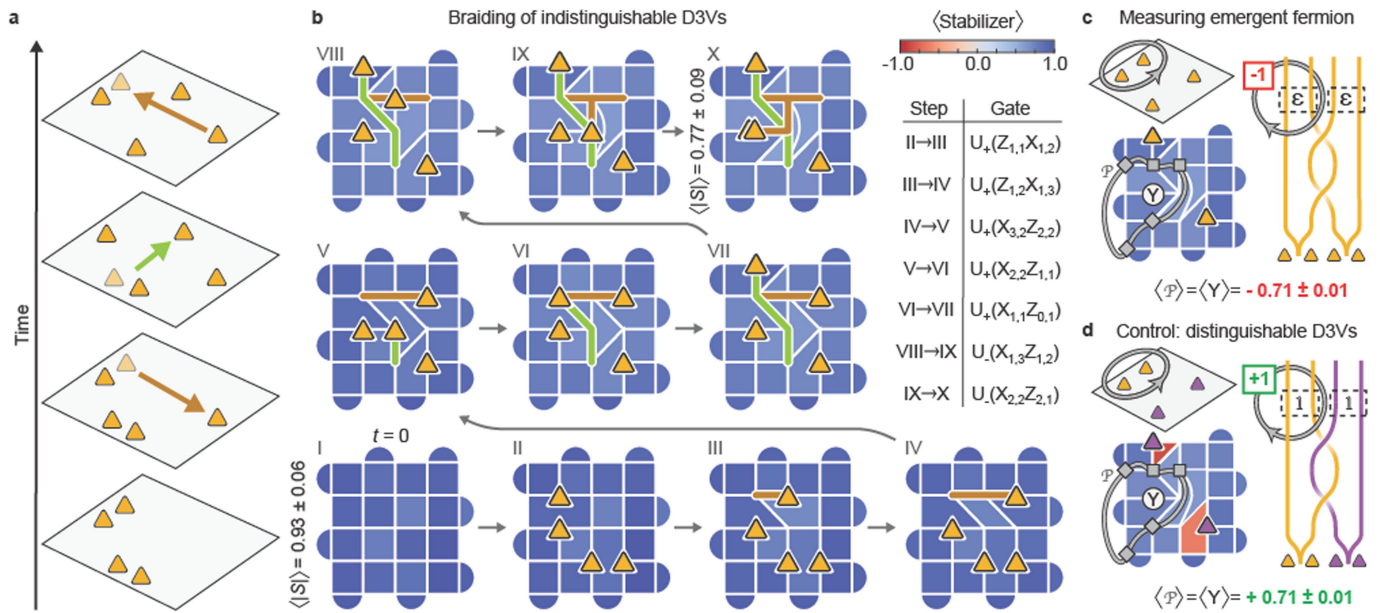 a
Time
b
Braiding of indistinguishable D3Vs
VIII
IX
X
⟨|S|⟩ = 0.77 ± 0.09
V
VI
VII
t = 0
I
II
III
IV
⟨|S|⟩ = 0.93 ± 0.06
⟨Stabilizer⟩
-1.0 0.0 1.0
Step Gate
II→III U₊(Z₁,₁X₁,₂)
III→IV U₊(Z₁,₂X₁,₃)
IV→V U₊(X₃,₂Z₂,₂)
V→VI U₊(X₂,₂Z₁,₁)
VI→VII U₊(X₁,₁Z₀,₁)
VIII→IX U₋(X₁,₃Z₁,₂)
IX→X U₋(X₂,₂Z₂,₁)
c
Measuring emergent fermion
-1
ε ε
𝒫
Y
⟨𝒫⟩ = ⟨Y⟩ = - 0.71 ± 0.01
d
Control: distinguishable D3Vs
+1
𝟙 𝟙
𝒫
Y
⟨𝒫⟩ = ⟨Y⟩ = + 0.71 ± 0.01